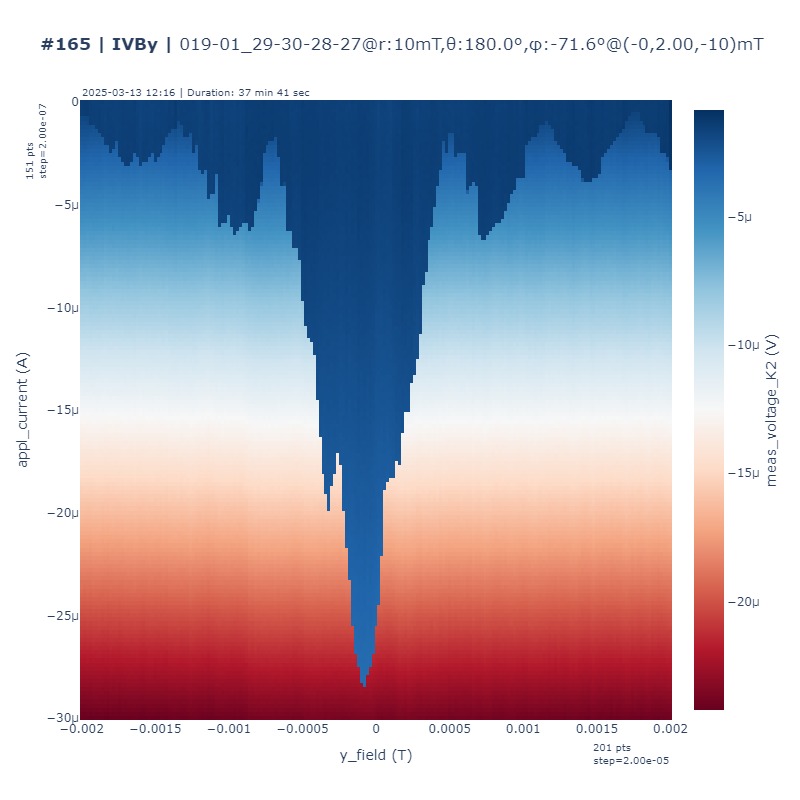 #165 | IVBy | 019-01_29-30-28-27@r:10mT,θ:180.0º,φ:-71.6º@(-0,2.00,-10)mT
2025-03-13 12:16 | Duration: 37 min 41 sec
151 pts
step=2.00e-07
0
−5μ
−10μ
−15μ
−20μ
−25μ
−30μ
appl_current (A)
−0.002
−0.0015
−0.001
−0.0005
0
0.0005
0.001
0.0015
0.002
y_field (T)
201 pts
step=2.00e-05
−5μ
−10μ
−15μ
−20μ
meas_voltage_K2 (V)